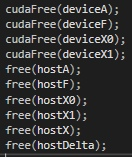 cudaFree(deviceA);
cudaFree(deviceF);
cudaFree(deviceX0);
cudaFree(deviceX1);
free(hostA);
free(hostF);
free(hostX0);
free(hostX1);
free(hostX);
free(hostDelta);